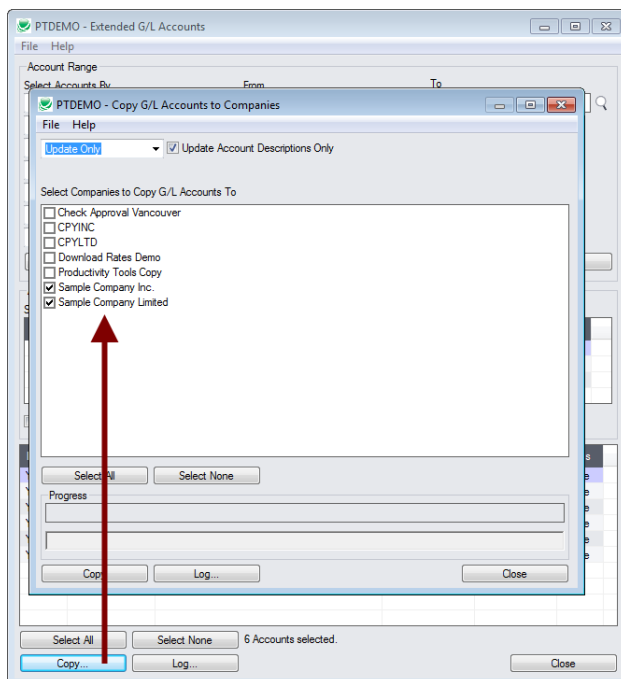 PTDEMO - Extended G/L Accounts
File Help
Account Range
Select Accounts By From To
PTDEMO - Copy G/L Accounts to Companies
File Help
Update Only Update Account Descriptions Only
Select Companies to Copy G/L Accounts To
Check Approval Vancouver
CPYINC
CPYLTD
Download Rates Demo
Productivity Tools Copy
Sample Company Inc.
Sample Company Limited
Select All Select None
Progress
Copy Log... Close
Select All Select None 6 Accounts selected.
Copy... Log... Close